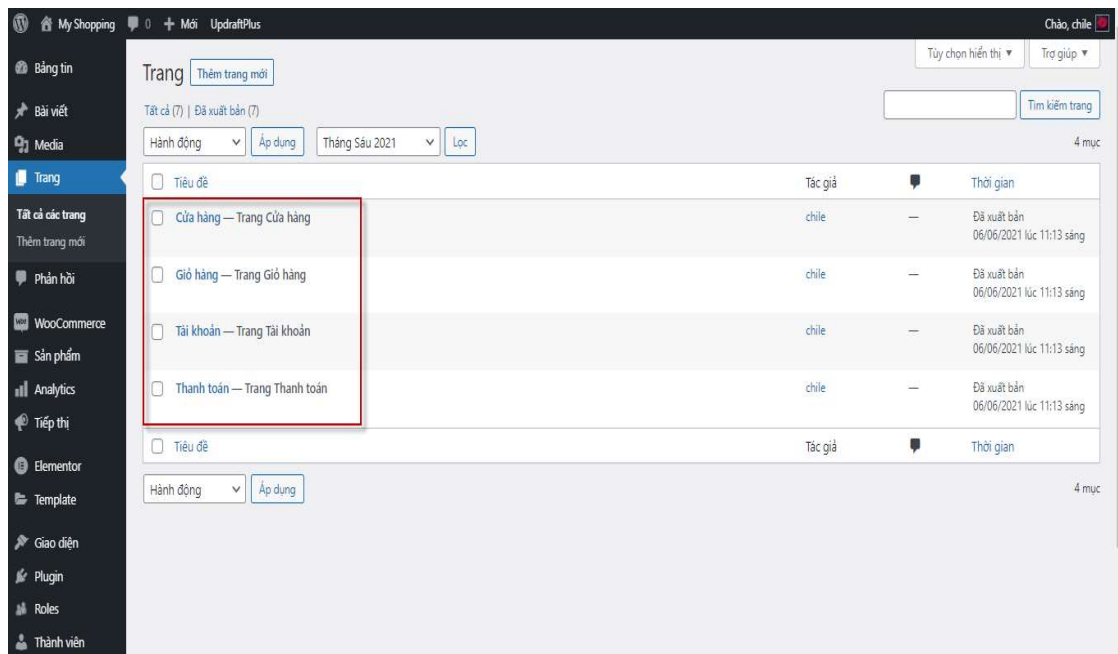 My Shopping 0 + Mới UpdraftPlus Chào, chile
Tùy chọn hiển thị ▼ Trợ giúp ▼
Bảng tin
Bài viết
Media
Trang
Tất cả các trang
Thêm trang mới
Phản hồi
WooCommerce
Sản phẩm
Analytics
Tiếp thị
Elementor
Template
Giao diện
Plugin
Roles
Thành viên
Trang Thêm trang mới
Tất cả (7) | Đã xuất bản (7)
Tìm kiếm trang
Hành động Áp dụng Tháng Sáu 2021 Lọc 4 mục
Tiêu đề Tác giả Thời gian
Cửa hàng — Trang Cửa hàng chile — Đã xuất bản
06/06/2021 lúc 11:13 sáng
Giỏ hàng — Trang Giỏ hàng chile — Đã xuất bản
06/06/2021 lúc 11:13 sáng
Tài khoản — Trang Tài khoản chile — Đã xuất bản
06/06/2021 lúc 11:13 sáng
Thanh toán — Trang Thanh toán chile — Đã xuất bản
06/06/2021 lúc 11:13 sáng
Tiêu đề Tác giả Thời gian
Hành động Áp dụng 4 mục